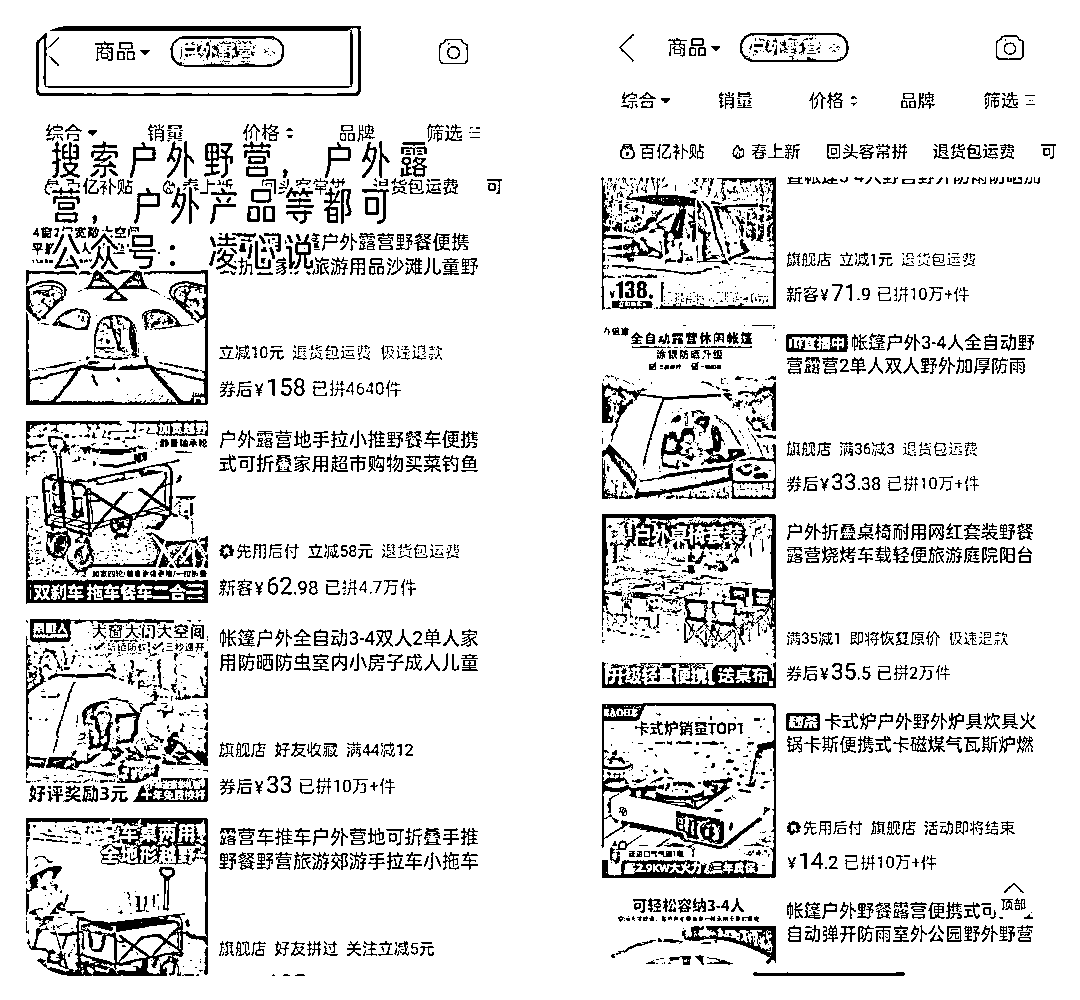 商品
户外野营
综合 销量 价格 品牌 筛选
搜索户外野营，户外露
百亿补贴 春上新 回头客常拼 退货包运费 可
营，户外产品等都可
公众号：凌心说
户外露营野餐便携
旅游用品沙滩儿童野
立减10元 退货包运费 极速退款
券后¥158 已拼4640件
户外露营地手拉小推野餐车便携
式可折叠家用超市购物买菜钓鱼
先用后付 立减58元 退货包运费
新客¥62.98 已拼4.7万件
双刹车 拖车餐车二合一
大窗大门大空间
帐篷户外全自动3-4双人2单人家
用防晒防虫室内小房子成人儿童
旗舰店 好友收藏 满44减12
券后¥33 已拼10万+件
好评奖励3元
露营车推车户外营地可折叠手推
野餐野营旅游郊游手拉车小拖车
旗舰店 好友拼过 关注立减5元
商品
户外野营
综合 销量 价格 品牌 筛选
百亿补贴 春上新 回头客常拼 退货包运费 可
旗舰店 立减1元 退货包运费
新客¥71.9 已拼10万+件
¥138.
全自动露营休闲帐篷
涂银防晒升级
直播中 帐篷户外3-4人全自动野
营露营2单人双人野外加厚防雨
旗舰店 满36减3 退货包运费
券后¥33.38 已拼10万+件
户外桌椅套装
户外折叠桌椅耐用网红套装野餐
露营烧烤车载轻便旅游庭院阳台
满35减1 即将恢复原价 极速退款
券后¥35.5 已拼2万件
升级轻量便携 送桌布
卡式炉销量TOP1
卡式炉户外野外炉具炊具火
锅卡斯便携式卡磁煤气瓦斯炉燃
先用后付 旗舰店 活动即将结束
¥14.2 已拼10万+件
可轻松容纳3-4人
帐篷户外野餐露营便携式可
顶部
自动弹开防雨室外公园野外野营